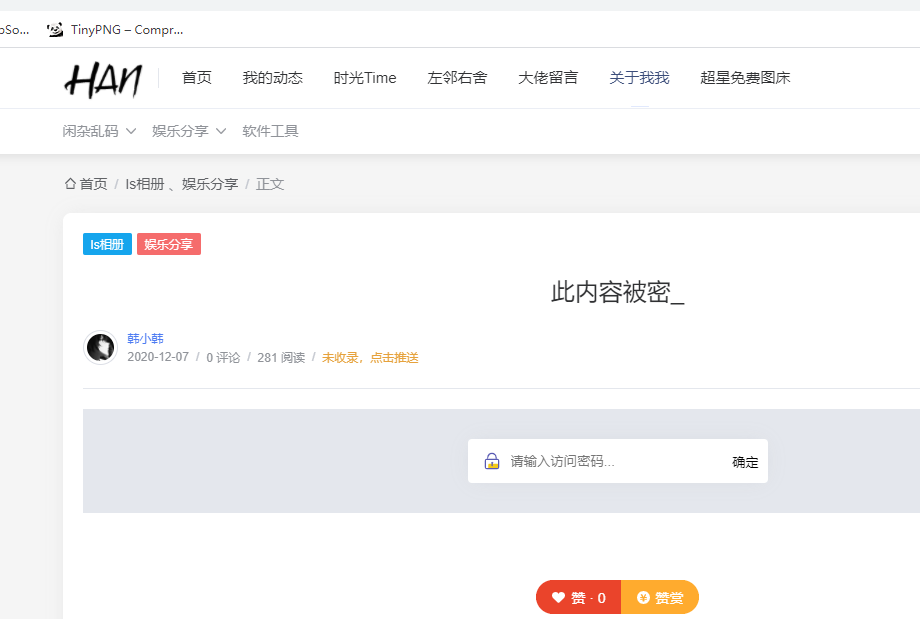 oSo... TinyPNG – Compr...
HAN 首页 我的动态 时光Time 左邻右舍 大佬留言 关于我我 超星免费图床
闲杂乱码 娱乐分享 软件工具
首页 / ls相册 、娱乐分享 / 正文
ls相册 娱乐分享
此内容被密_
韩小韩
2020-12-07 / 0 评论 / 281 阅读 / 未收录，点击推送
请输入访问密码... 确定
赞 · 0 赞赏